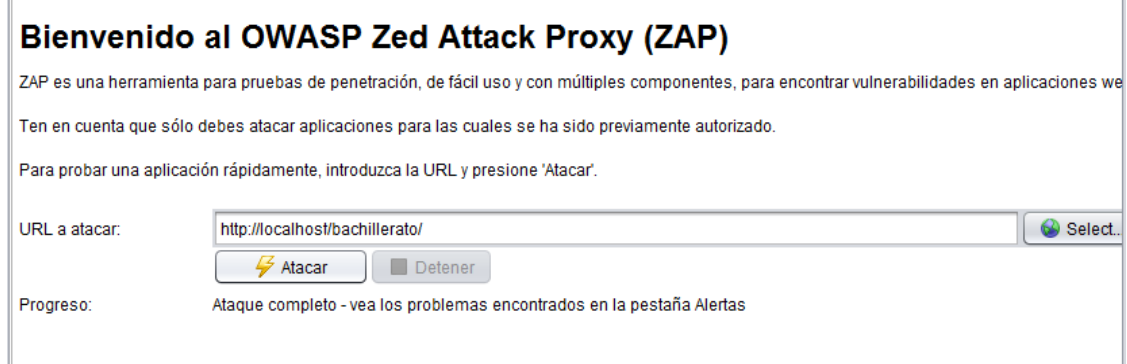 Bienvenido al OWASP Zed Attack Proxy (ZAP)
ZAP es una herramienta para pruebas de penetración, de fácil uso y con múltiples componentes, para encontrar vulnerabilidades en aplicaciones we
Ten en cuenta que sólo debes atacar aplicaciones para las cuales se ha sido previamente autorizado.
Para probar una aplicación rápidamente, introduzca la URL y presione 'Atacar'.
URL a atacar: http://localhost/bachillerato/ Select...
Atacar Detener
Progreso: Ataque completo - vea los problemas encontrados en la pestaña Alertas